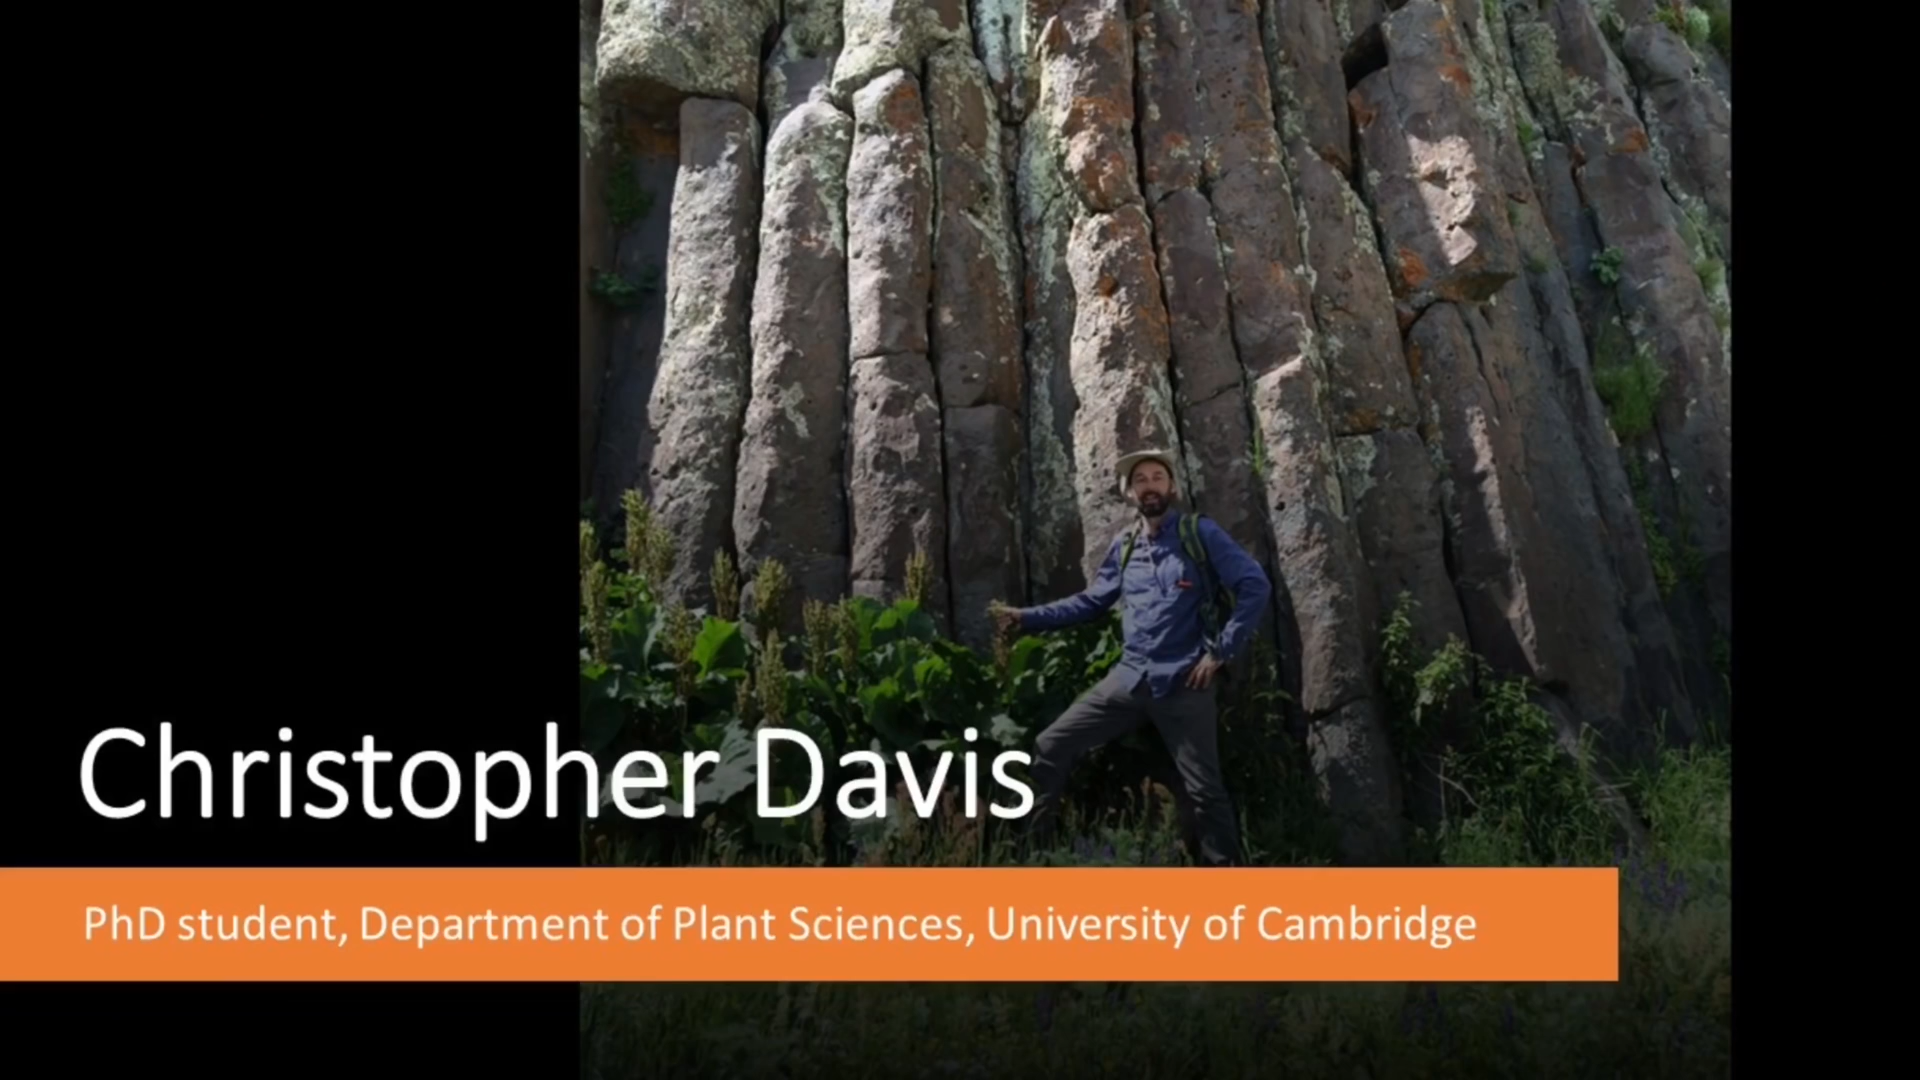 Christopher Davis
PhD student, Department of Plant Sciences, University of Cambridge